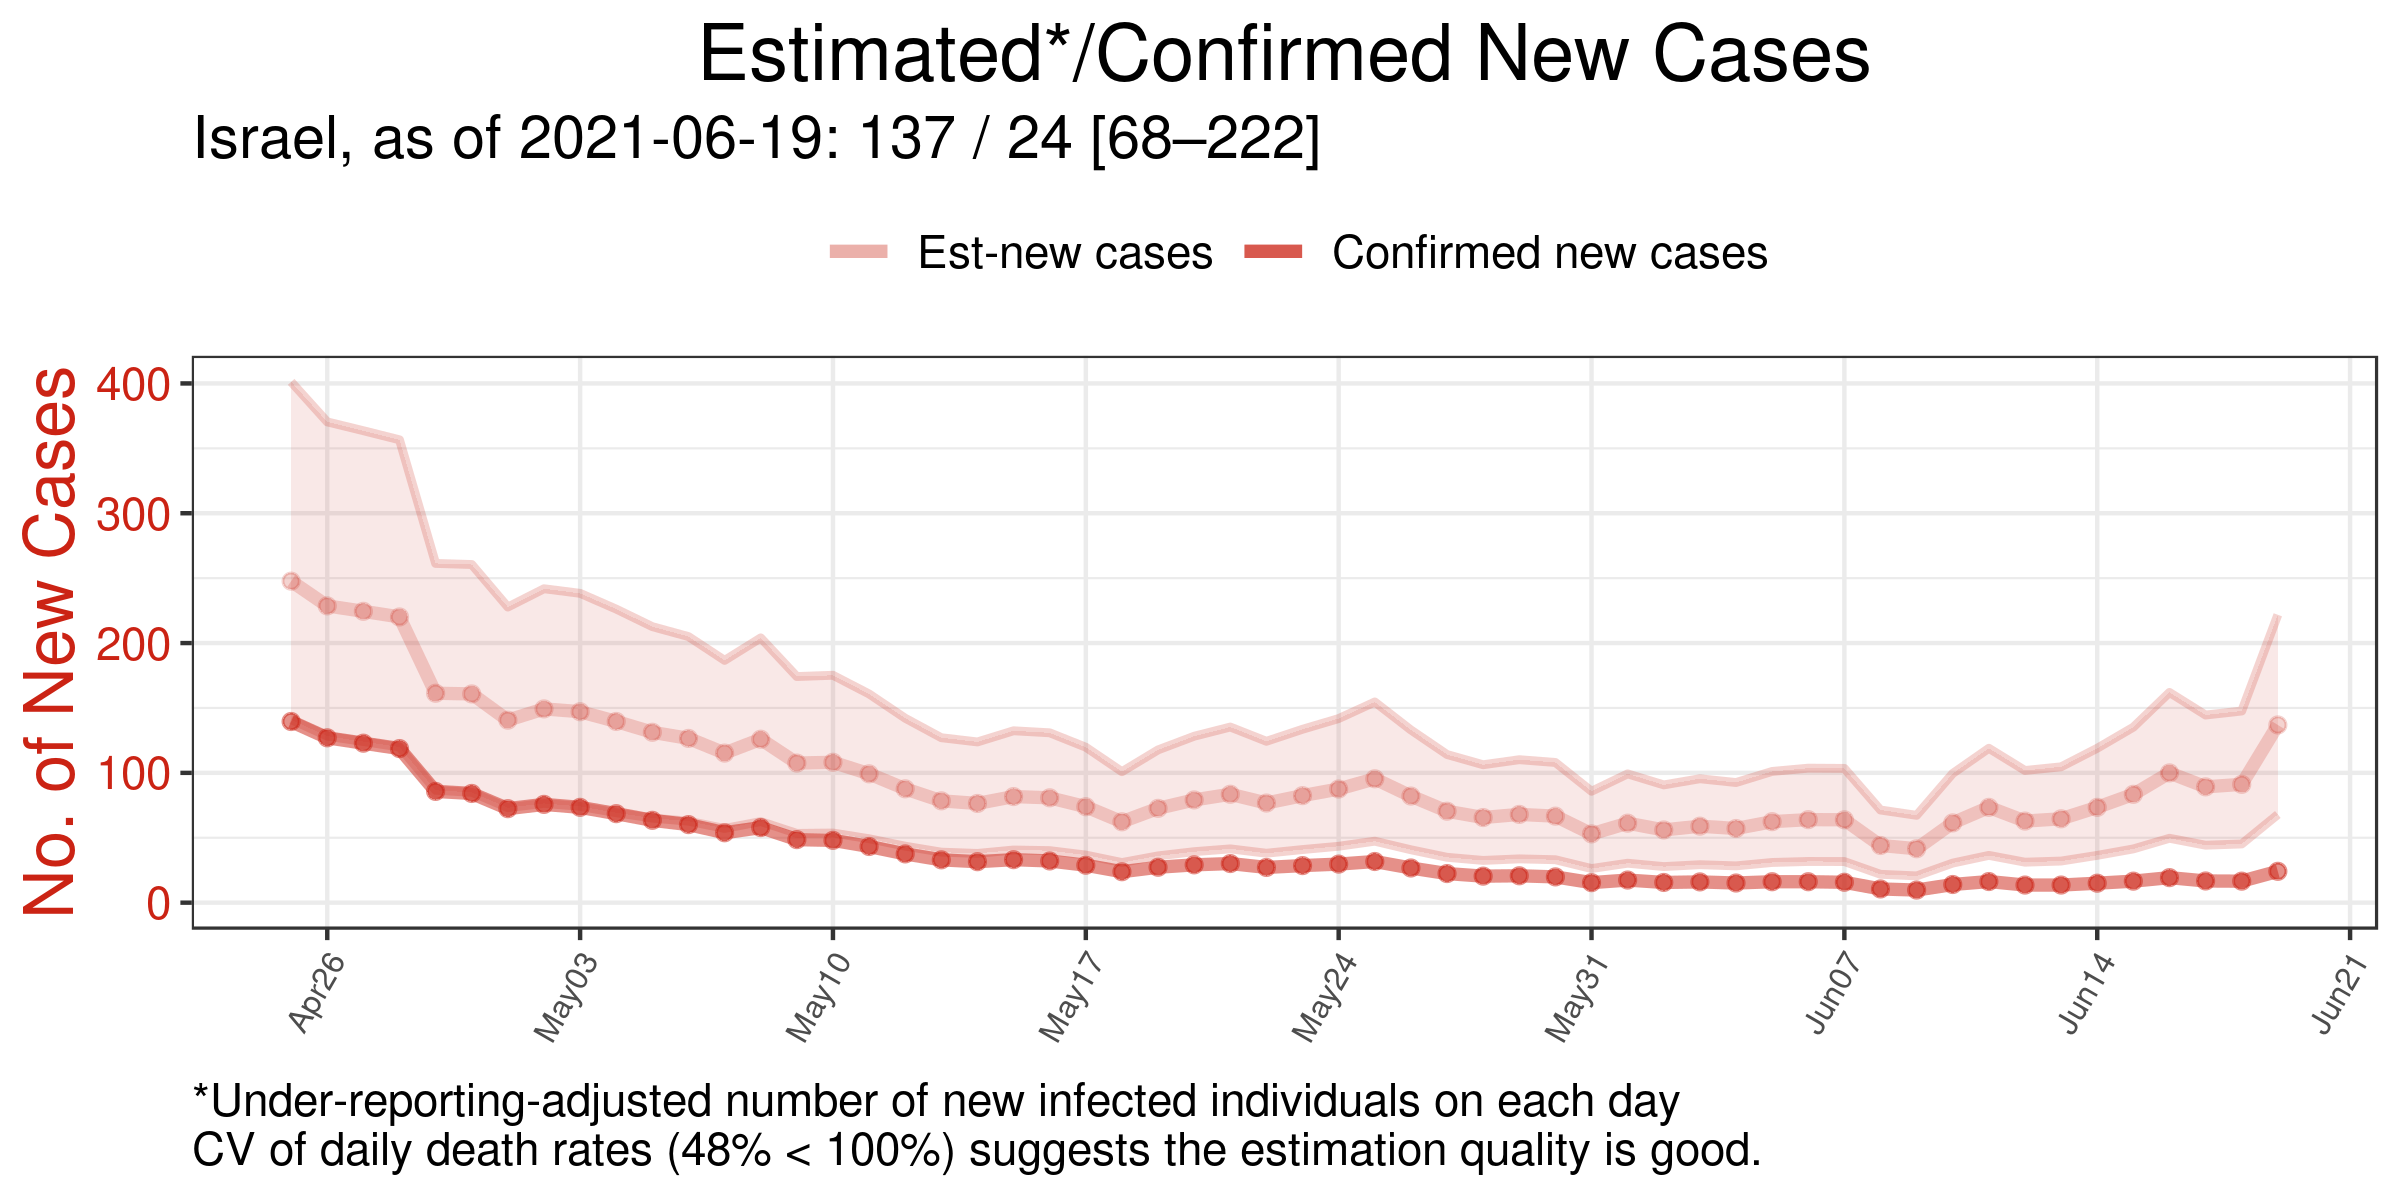 Estimated*/Confirmed New Cases
Israel, as of 2021-06-19: 137 / 24 [68–222]
Est-new cases Confirmed new cases
No. of New Cases
400
300
200
100
0
Apr26 May03 May10 May17 May24 May31 Jun07 Jun14 Jun21
*Under-reporting-adjusted number of new infected individuals on each day
CV of daily death rates (48% < 100%) suggests the estimation quality is good.